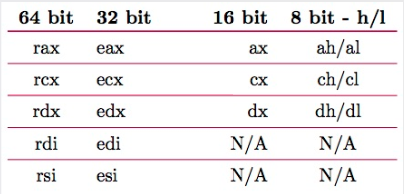 64 bit 32 bit 16 bit 8 bit - h/l
rax eax ax ah/al
rcx ecx cx ch/cl
rdx edx dx dh/dl
rdi edi N/A N/A
rsi esi N/A N/A